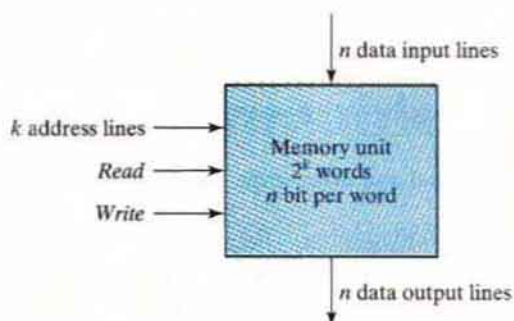 n data input lines
k address lines
Read
Write
Memory unit
2^k words
n bit per word
n data output lines